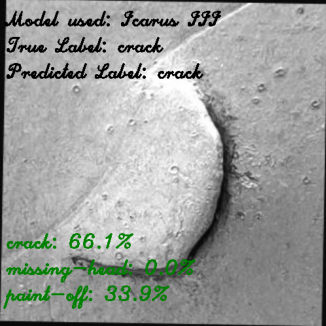 Model used: Icarus III
True Label: crack
Predicted Label: crack
crack: 66.1%
missing-head: 0.0%
paint-off: 33.9%